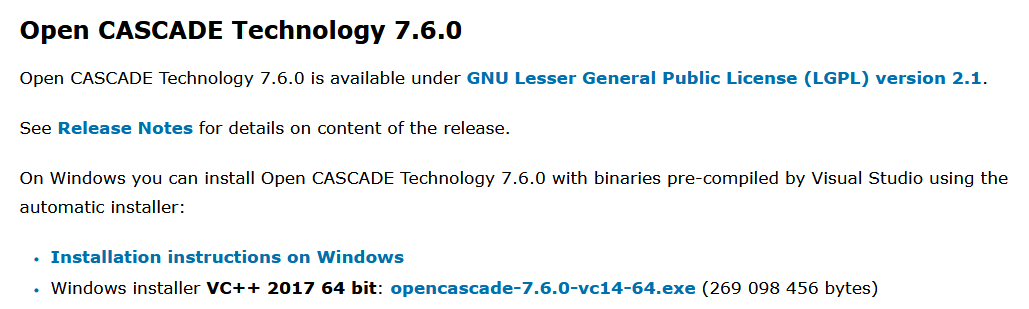 Open CASCADE Technology 7.6.0
Open CASCADE Technology 7.6.0 is available under GNU Lesser General Public License (LGPL) version 2.1.
See Release Notes for details on content of the release.
On Windows you can install Open CASCADE Technology 7.6.0 with binaries pre-compiled by Visual Studio using the
automatic installer:
• Installation instructions on Windows
• Windows installer VC++ 2017 64 bit: opencascade-7.6.0-vc14-64.exe (269 098 456 bytes)